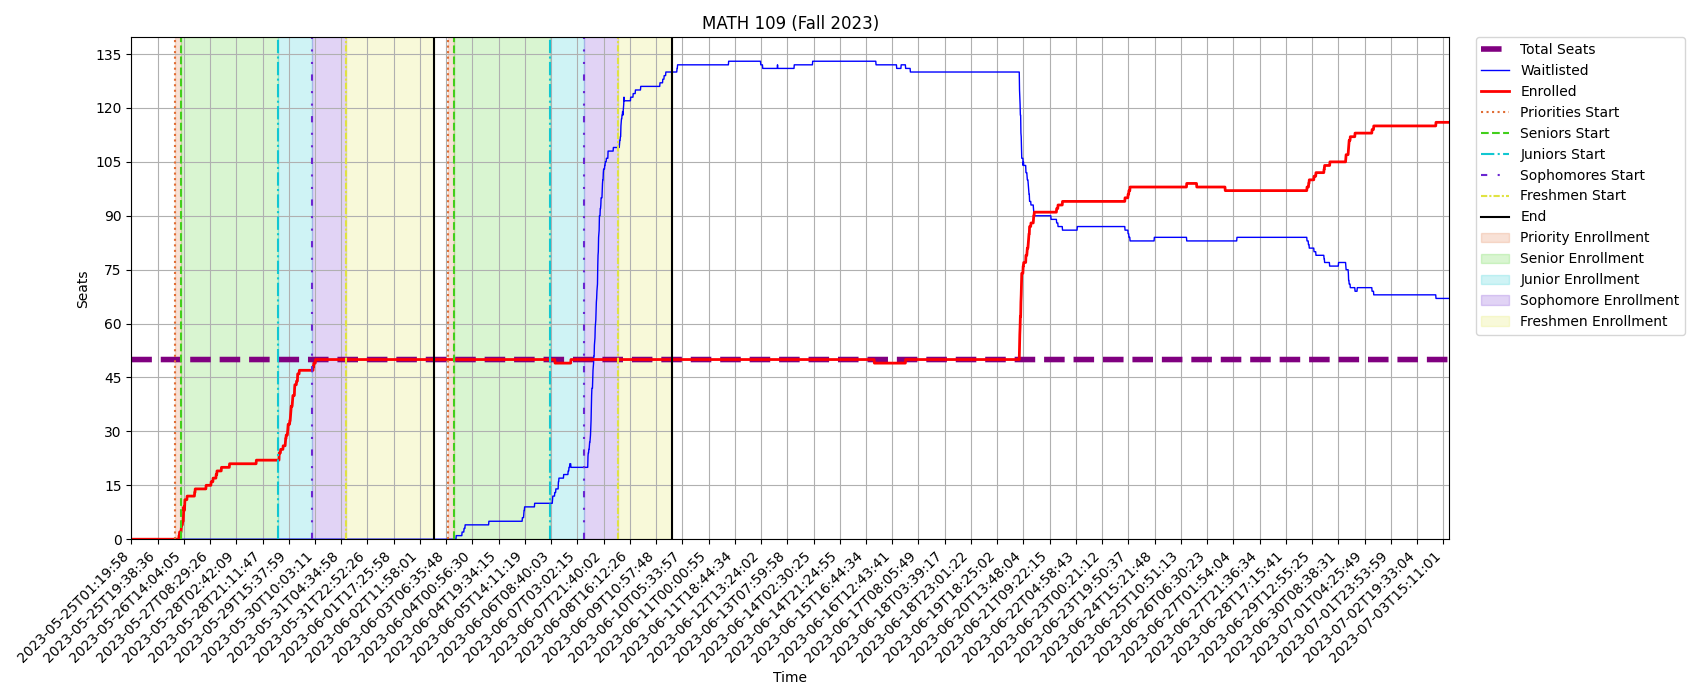 MATH 109 (Fall 2023)
135
120
105
90
75
60
45
30
15
0
Seats
2023-05-25T01:19:58
2023-05-25T19:38:36
2023-05-26T14:04:05
2023-05-27T08:29:26
2023-05-28T02:42:09
2023-05-28T21:11:47
2023-05-29T15:37:59
2023-05-30T10:03:11
2023-05-31T04:34:58
2023-05-31T22:52:26
2023-06-01T17:25:58
2023-06-02T11:58:01
2023-06-03T06:35:48
2023-06-04T00:56:30
2023-06-04T19:34:15
2023-06-05T14:11:19
2023-06-06T08:40:03
2023-06-07T03:02:15
2023-06-07T21:40:02
2023-06-08T16:12:26
2023-06-09T10:57:48
2023-06-10T05:33:57
2023-06-11T00:00:55
2023-06-11T18:44:34
2023-06-12T13:24:02
2023-06-13T07:59:58
2023-06-14T02:30:25
2023-06-14T21:24:55
2023-06-15T16:44:34
2023-06-16T12:43:41
2023-06-17T08:05:49
2023-06-18T03:39:17
2023-06-18T23:01:22
2023-06-19T18:25:02
2023-06-20T13:48:04
2023-06-21T09:22:15
2023-06-22T04:58:43
2023-06-23T00:21:12
2023-06-23T19:50:37
2023-06-24T15:21:48
2023-06-25T10:51:13
2023-06-26T06:30:23
2023-06-27T01:54:04
2023-06-27T21:36:34
2023-06-28T17:15:41
2023-06-29T12:55:25
2023-06-30T08:38:31
2023-07-01T04:25:49
2023-07-01T23:53:59
2023-07-02T19:33:04
2023-07-03T15:11:01
Time
Total Seats
Waitlisted
Enrolled
Priorities Start
Seniors Start
Juniors Start
Sophomores Start
Freshmen Start
End
Priority Enrollment
Senior Enrollment
Junior Enrollment
Sophomore Enrollment
Freshmen Enrollment